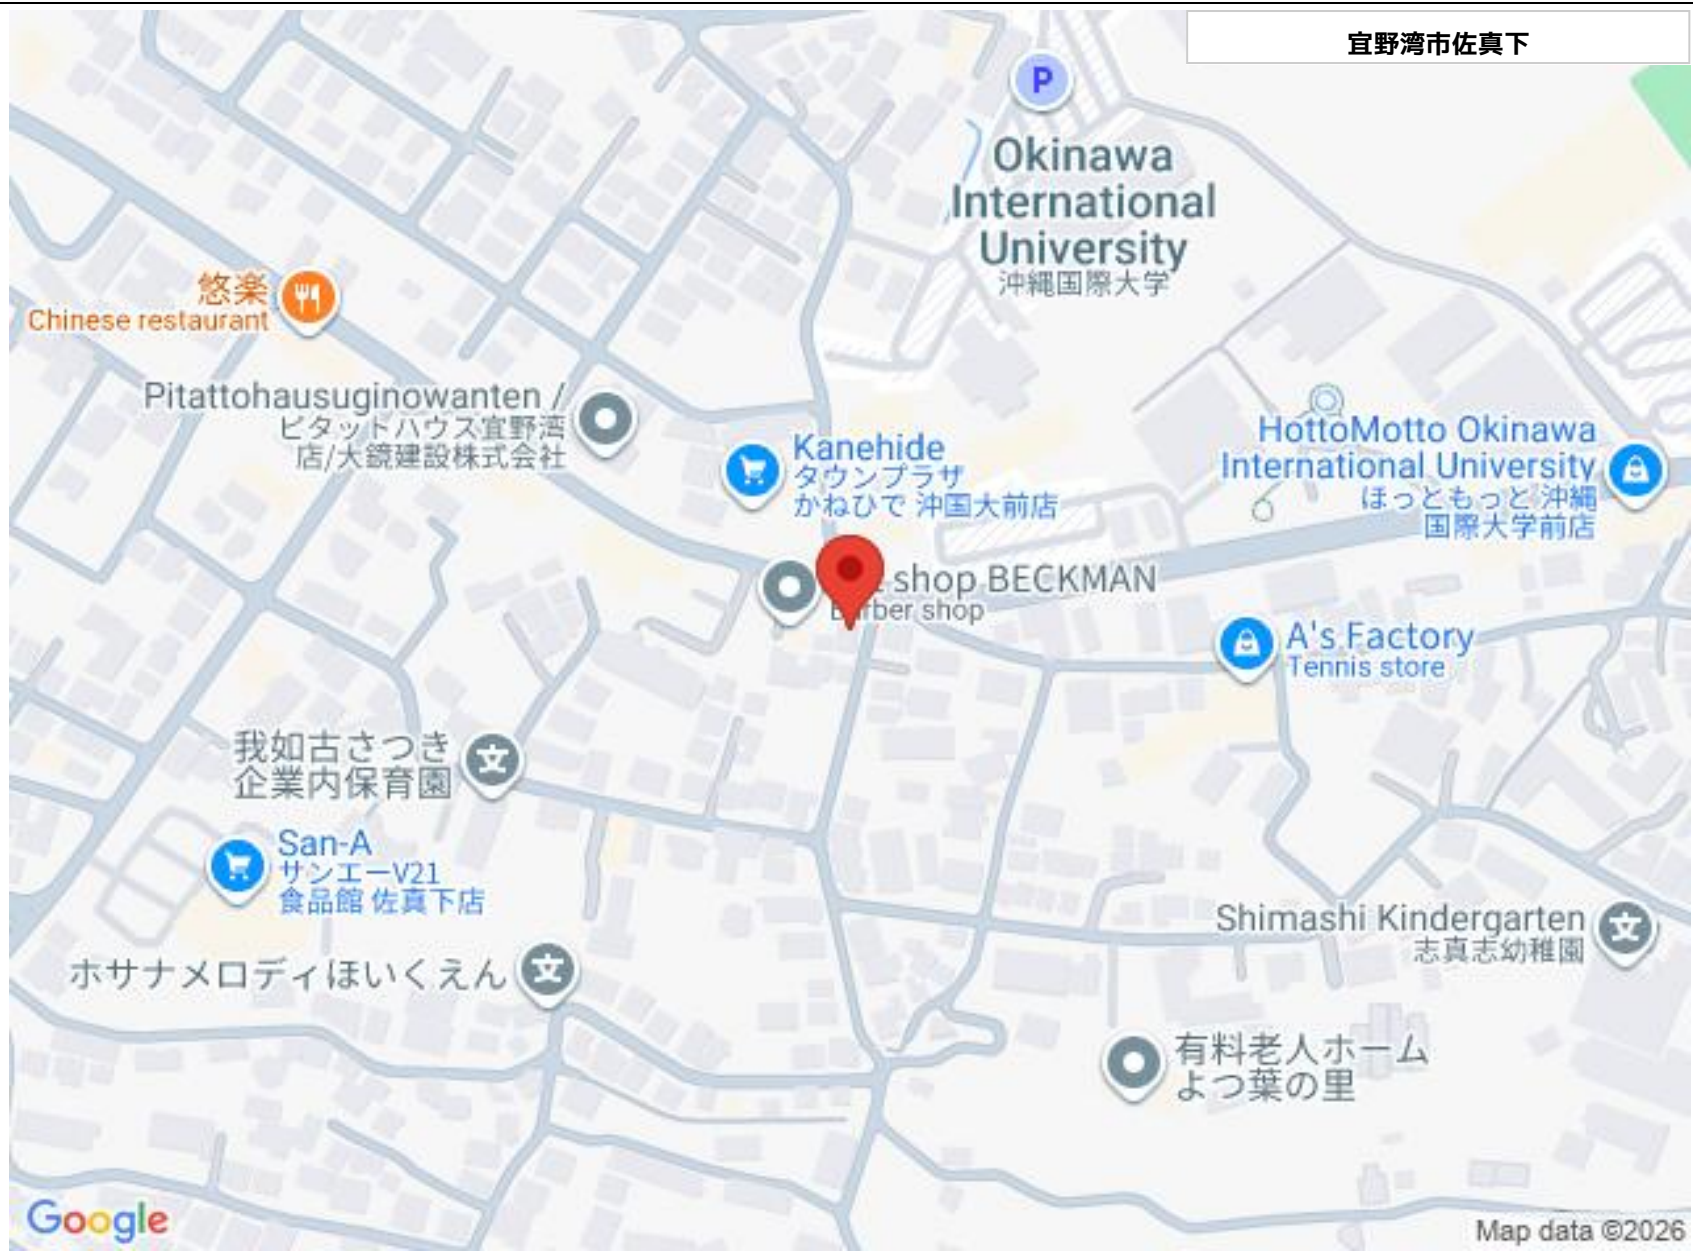 宜野湾市佐真下
P
Okinawa
International
University
沖縄国際大学
悠楽
Chinese restaurant
Pitattohausuginowanten /
ピタットハウス宜野湾
店/大鏡建設株式会社
Kanehide
タウンプラザ
かねひで 沖国大前店
HottoMotto Okinawa
International University
ほっともっと 沖縄
国際大学前店
shop BECKMAN
Barber shop
A's Factory
Tennis store
我如古さつき
企業内保育園
San-A
サンエーV21
食品館 佐真下店
ホサナメロディほいくえん
Shimashi Kindergarten
志真志幼稚園
有料老人ホーム
よつ葉の里
Google
Map data ©2026